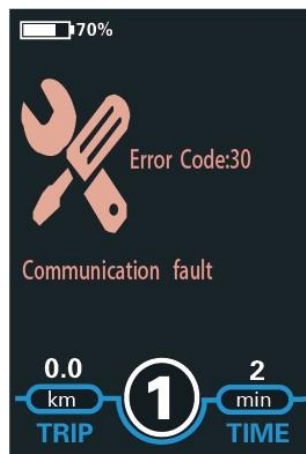 70%
Error Code:30
Communication fault
0.0
km
TRIP
1
2
min
TIME